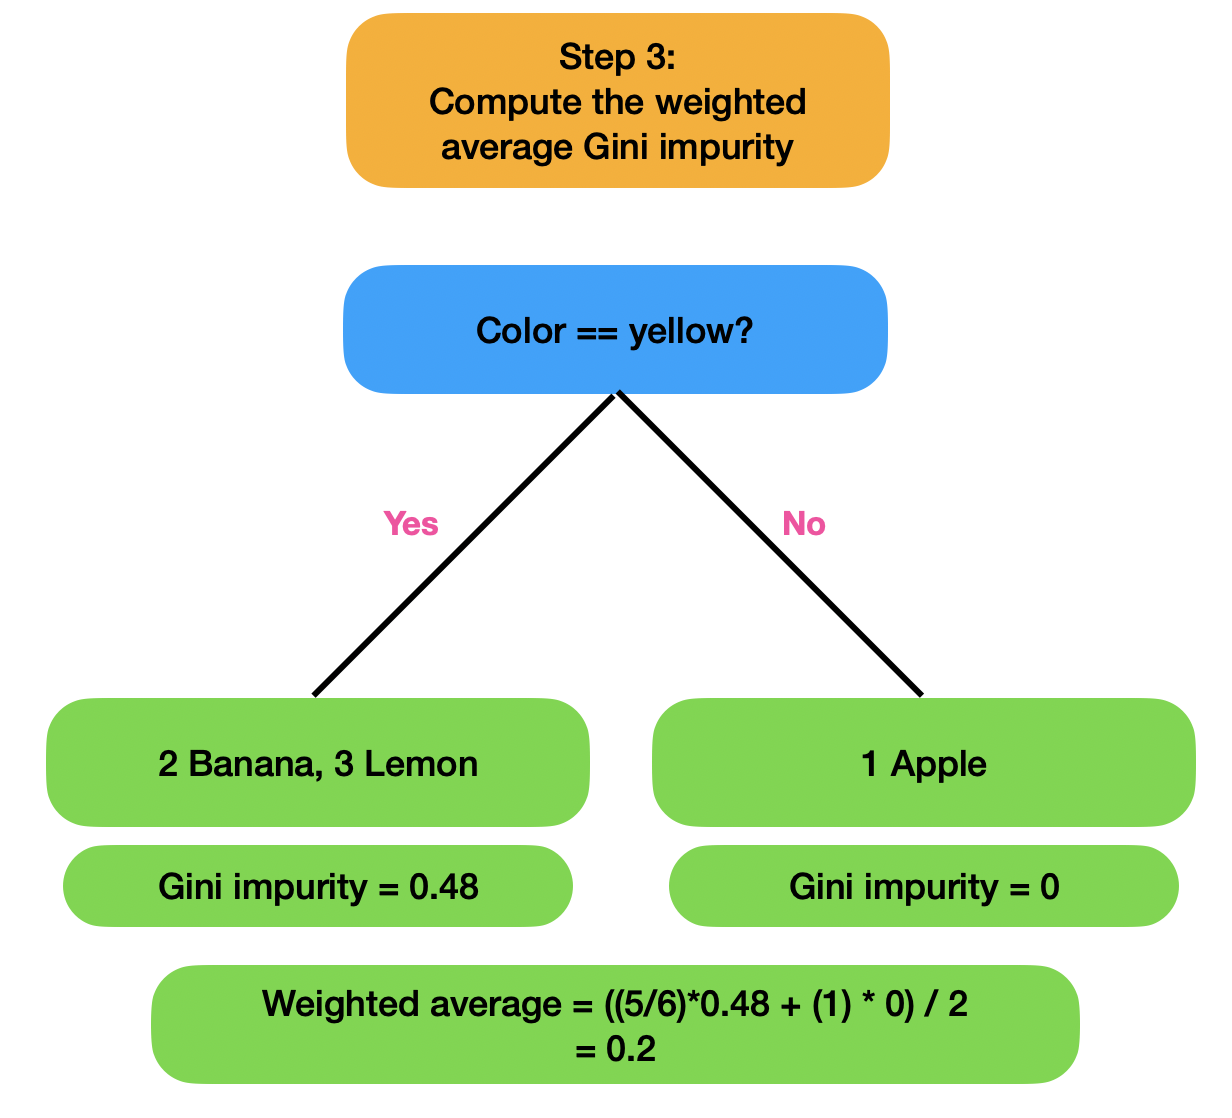 Step 3:
Compute the weighted
average Gini impurity
Color == yellow?
Yes
No
2 Banana, 3 Lemon
1 Apple
Gini impurity = 0.48
Gini impurity = 0
Weighted average = ((5/6)*0.48 + (1) * 0) / 2
= 0.2